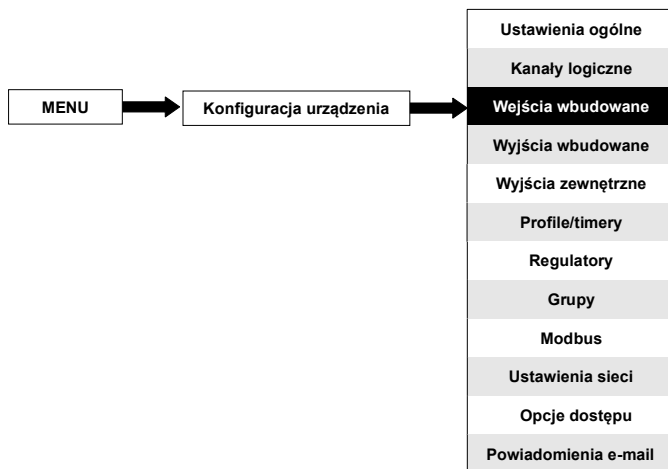 MENU
Konfiguracja urządzenia
Ustawienia ogólne
Kanały logiczne
Wejścia wbudowane
Wyjścia wbudowane
Wyjścia zewnętrzne
Profile/timery
Regulatory
Grupy
Modbus
Ustawienia sieci
Opcje dostępu
Powiadomienia e-mail